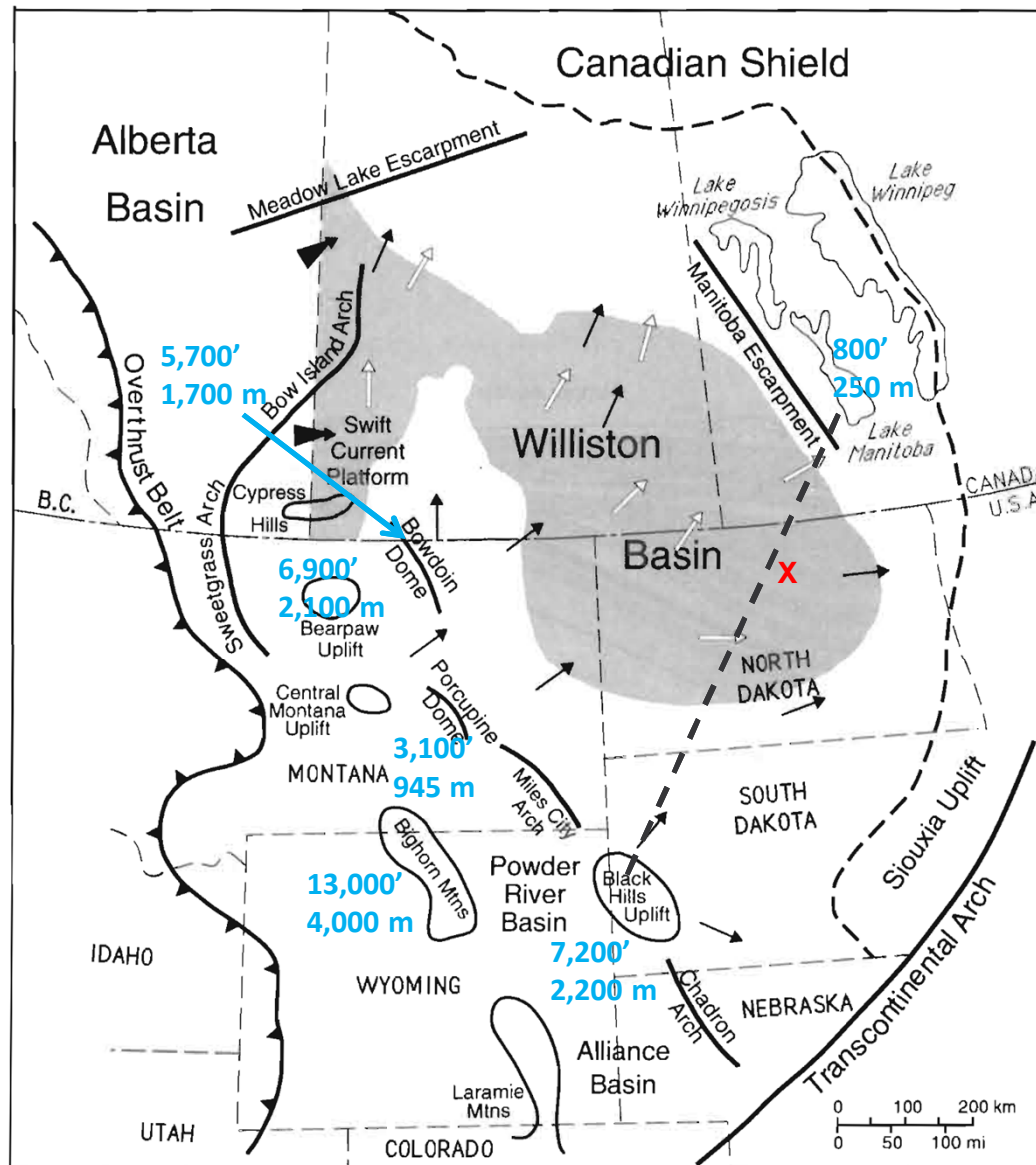 Canadian Shield
Alberta
Basin
Meadow Lake Escarpment
Lake
Winnipegosis
Lake
Winnipeg
Manitoba Escarpment
Overthrust Belt
5,700’
1,700 m
Bow Island Arch
800’
250 m
Swift
Current
Platform
Williston
Lake
Manitoba
Cypress
Hills
B.C.
CANADA
U.S.A
Sweetgrass Arch
Bowdoin
Dome
Basin
X
6,900’
2,100 m
Bearpaw
Uplift
NORTH
DAKOTA
Central
Montana
Uplift
Porcupine
Dome
3,100’
945 m
MONTANA
Miles City
Arch
SOUTH
DAKOTA
Siouxia Uplift
Bighorn Mtns
Powder
River
Basin
Black
Hills
Uplift
13,000’
4,000 m
7,200’
2,200 m
IDAHO
WYOMING
Chadron
Arch
NEBRASKA
Transcontinental Arch
Alliance
Basin
Laramie
Mtns
UTAH
COLORADO
0 100 200 km
0 50 100 mi